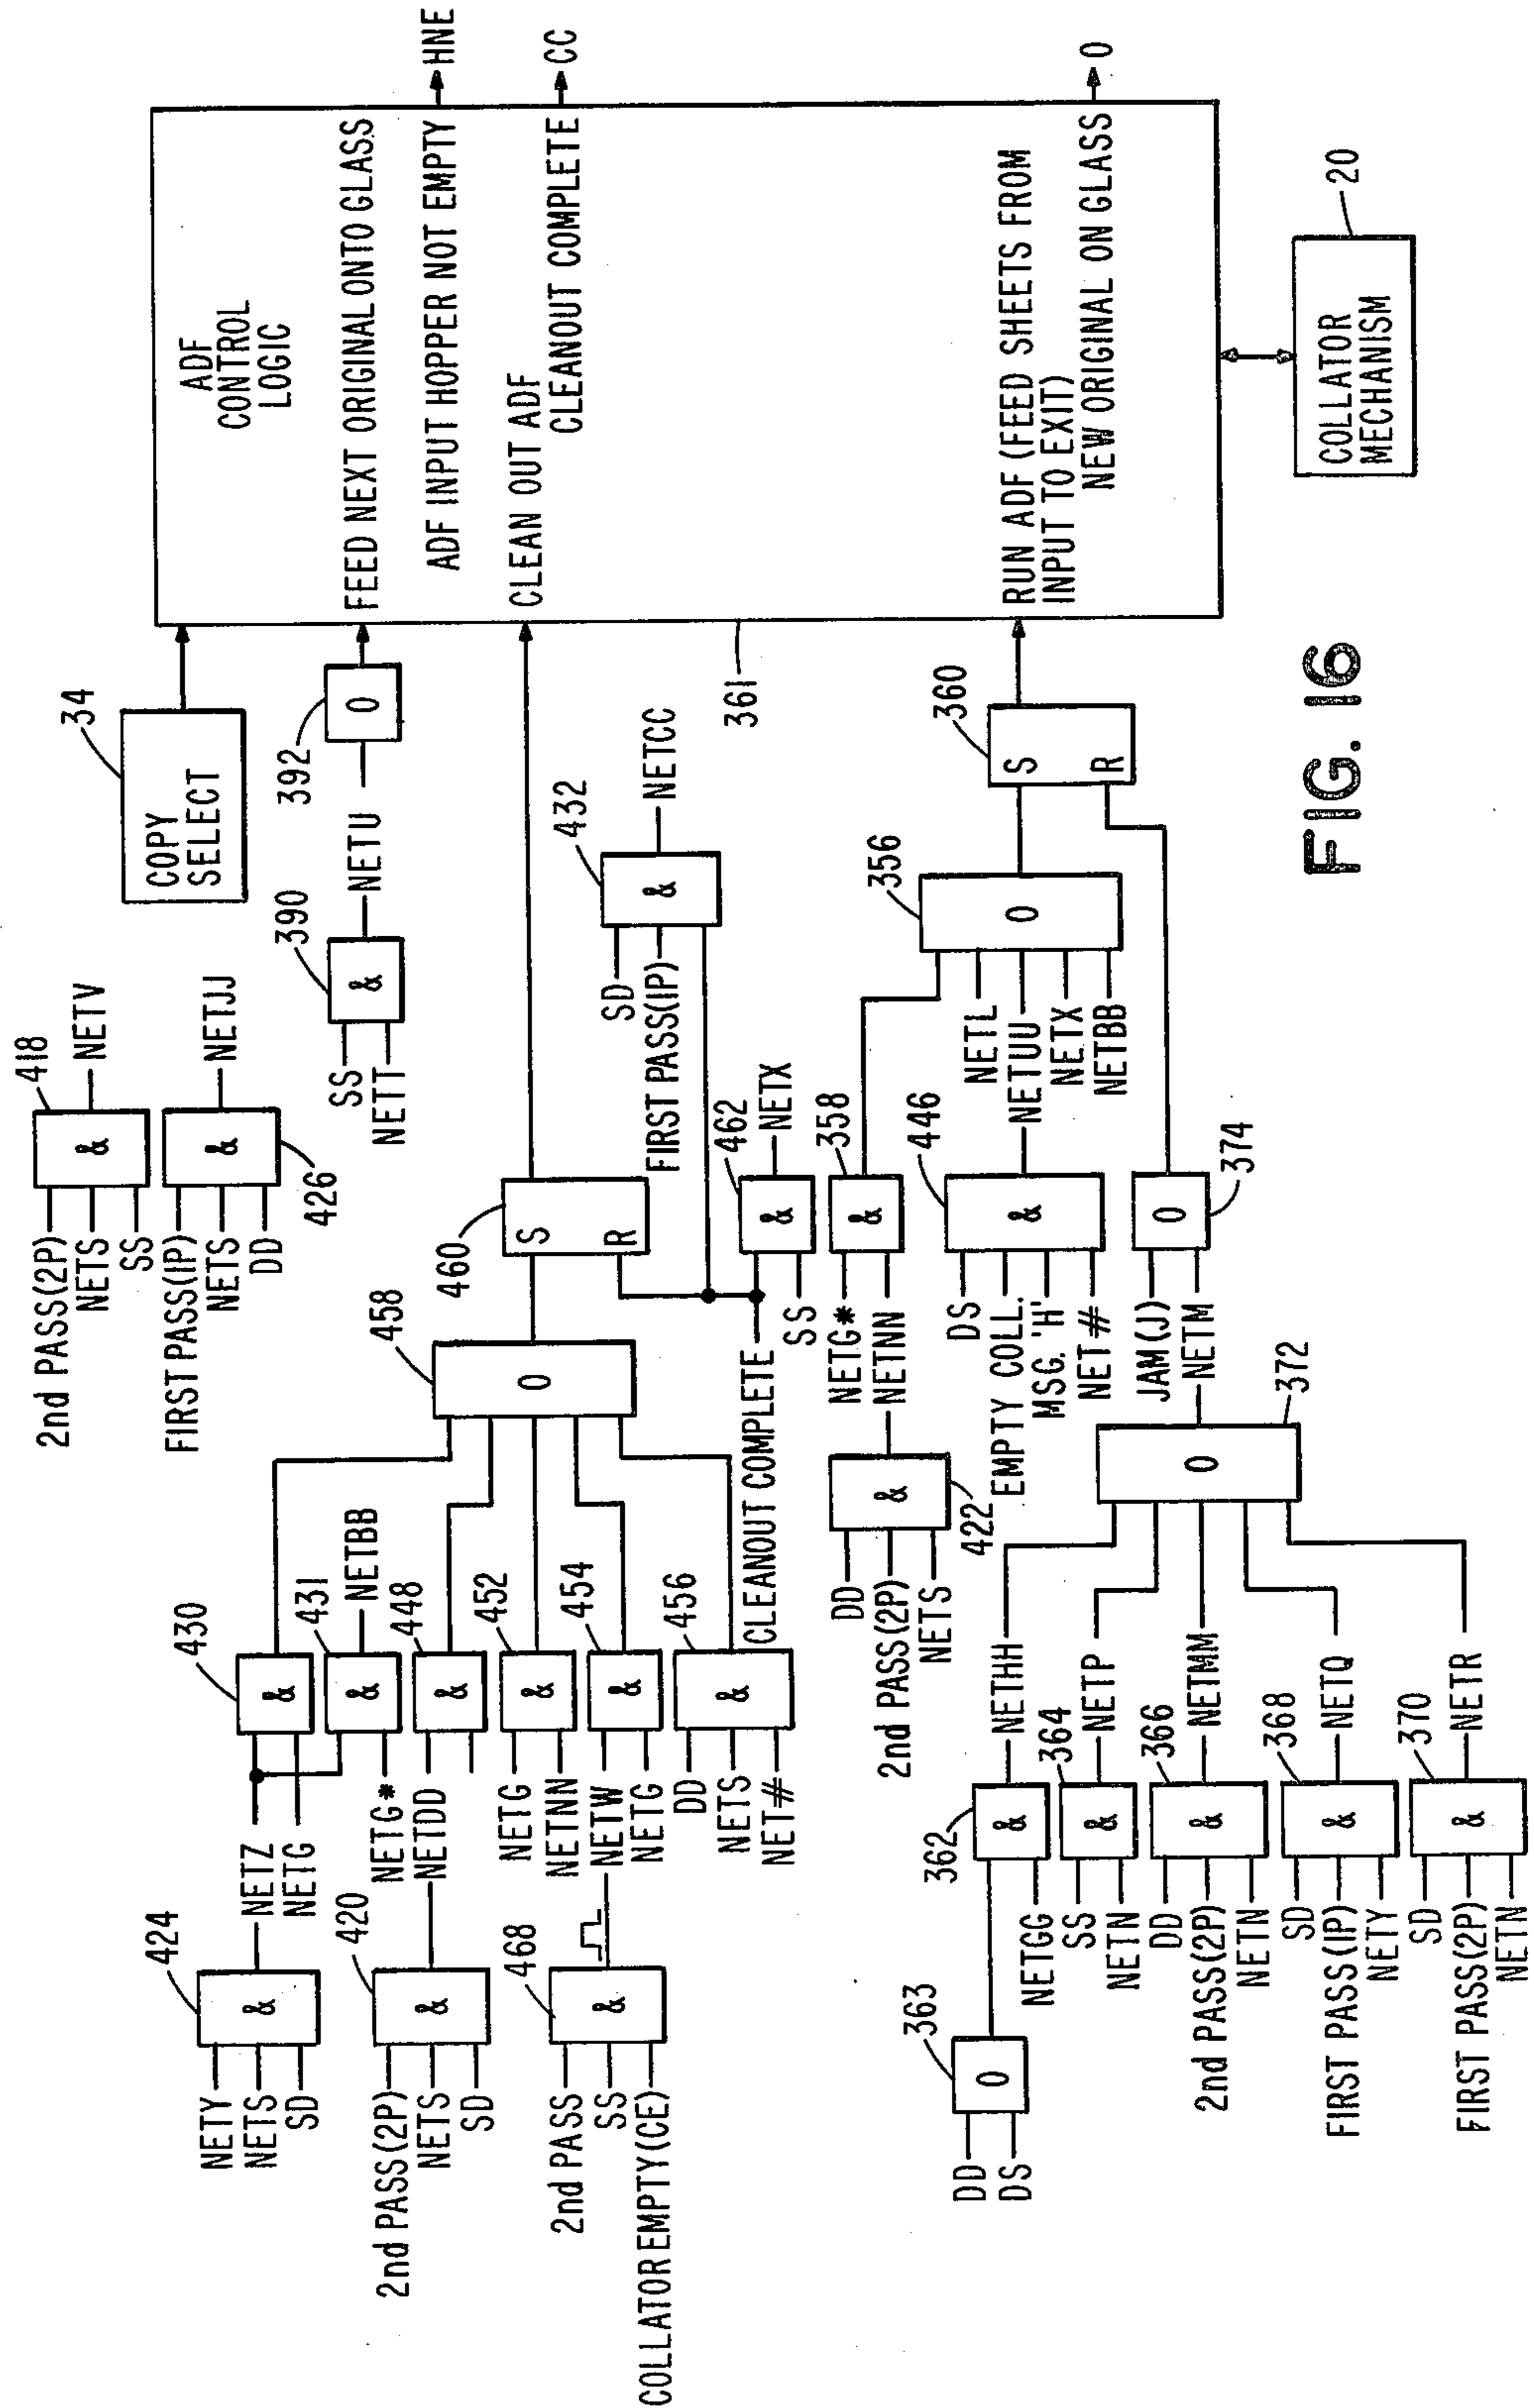 2nd PASS(2P)
NETS
SS
418
&
NETV
FIRST PASS(1P)
NETS
DD
426
&
NETJJ
34
COPY
SELECT
SS
NETT
390
&
NETU
392
O
ADF
CONTROL
LOGIC
FEED NEXT ORIGINAL ONTO GLASS
ADF INPUT HOPPER NOT EMPTY
HNE
CLEAN OUT ADF
CLEANOUT COMPLETE
CC
RUN ADF (FEED SHEETS FROM
INPUT TO EXIT)
NEW ORIGINAL ON GLASS
O
361
COLLATOR
MECHANISM
20
NETY
NETS
SD
424
&
NETZ
NETG
430
&
431
&
NETBB
NETG*
2nd PASS(2P)
NETS
SD
420
&
NETDD
448
&
NETG
NETNN
452
&
2nd PASS
SS
COLLATOR EMPTY(CE)
468
&
NETW
NETG
454
&
DD
NETS
NET#
456
&
458
O
460
S
R
CLEANOUT COMPLETE
SS
462
&
NETX
SD
FIRST PASS(1P)
432
&
NETCC
DD
2nd PASS(2P)
NETS
422
&
NETG*
NETNN
358
&
DS
EMPTY COLL.
MSG. 'H'
NET#
446
&
NETL
NETUU
NETX
NETBB
356
O
360
S
R
DD
DS
363
O
NETGG
362
&
NETHH
SS
NETN
364
&
NETP
DD
2nd PASS(2P)
NETN
366
&
NETMM
SD
FIRST PASS(1P)
NETY
368
&
NETQ
SD
FIRST PASS(2P)
NETN
370
&
NETR
372
O
JAM(J)
NETM
374
O
FIG. 16